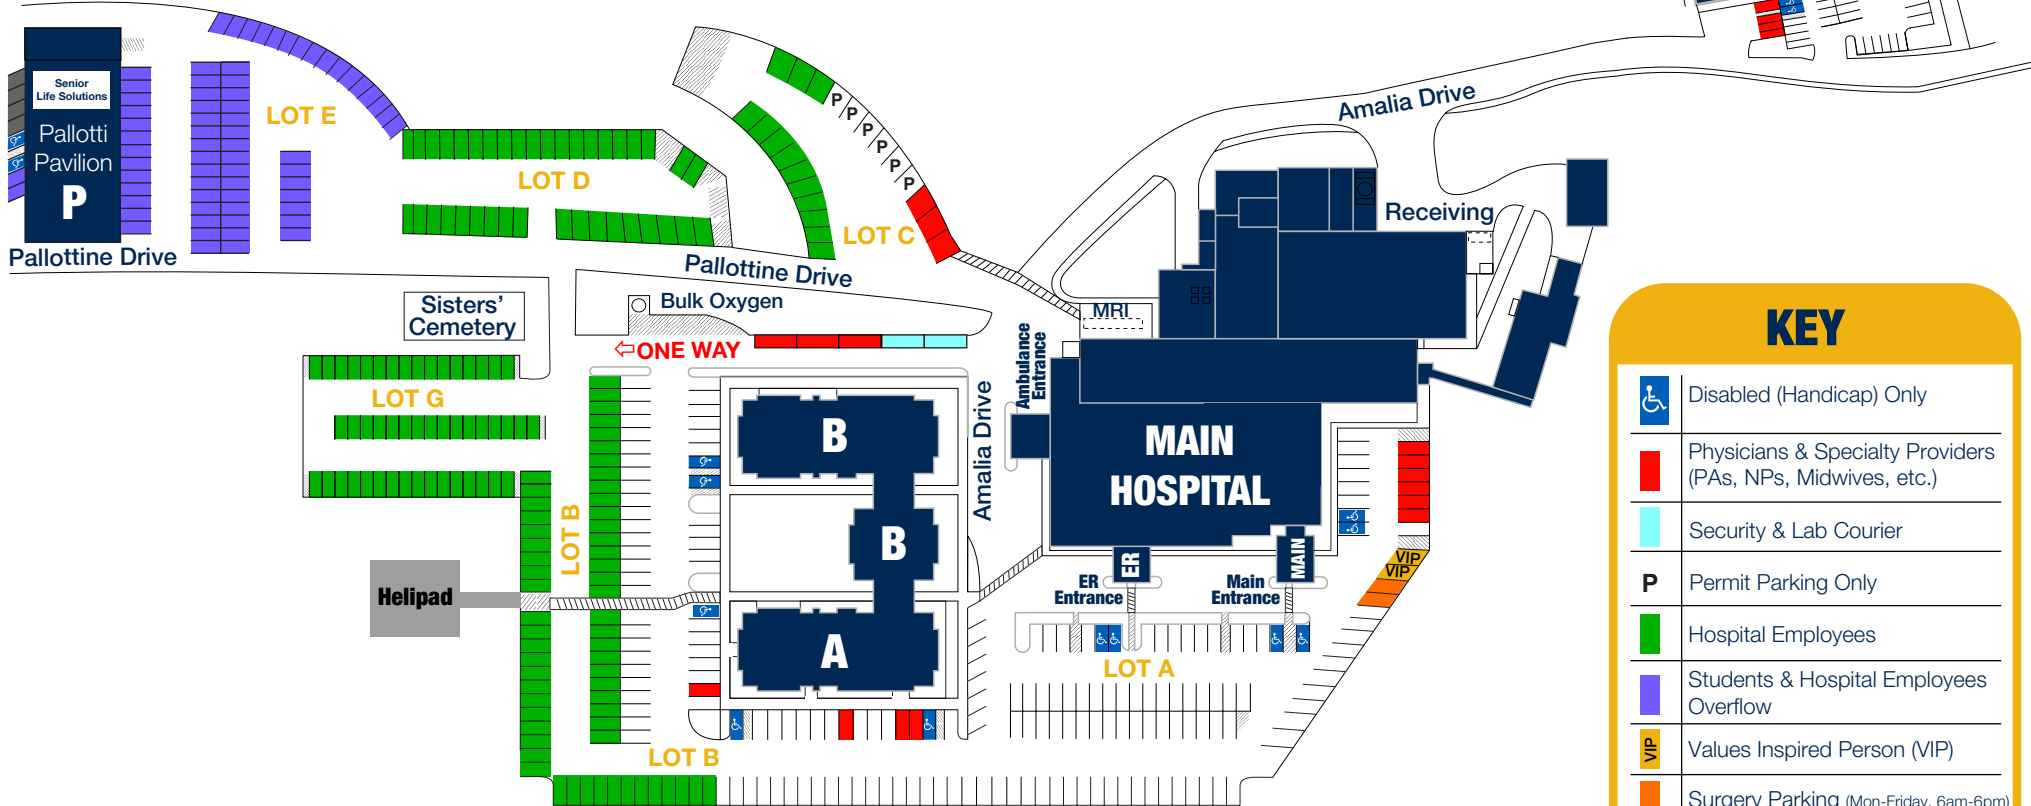 Senior
Life Solutions
Pallotti
Pavilion
P
LOT E
Pallottine Drive
LOT D
P
P
P
P
P
P
LOT C
Pallottine Drive
Amalia Drive
Receiving
Sisters'
Cemetery
Bulk Oxygen
ONE WAY
MRI
Ambulance
Entrance
LOT G
LOT B
Amalia Drive
B
B
A
MAIN
HOSPITAL
ER
MAIN
ER
Entrance
Main
Entrance
VIP
VIP
Helipad
LOT A
LOT B
KEY
Disabled (Handicap) Only
Physicians & Specialty Providers
(PAs, NPs, Midwives, etc.)
Security & Lab Courier
P Permit Parking Only
Hospital Employees
Students & Hospital Employees
Overflow
VIP Values Inspired Person (VIP)
Surgery Parking (Mon-Friday, 6am-6pm)